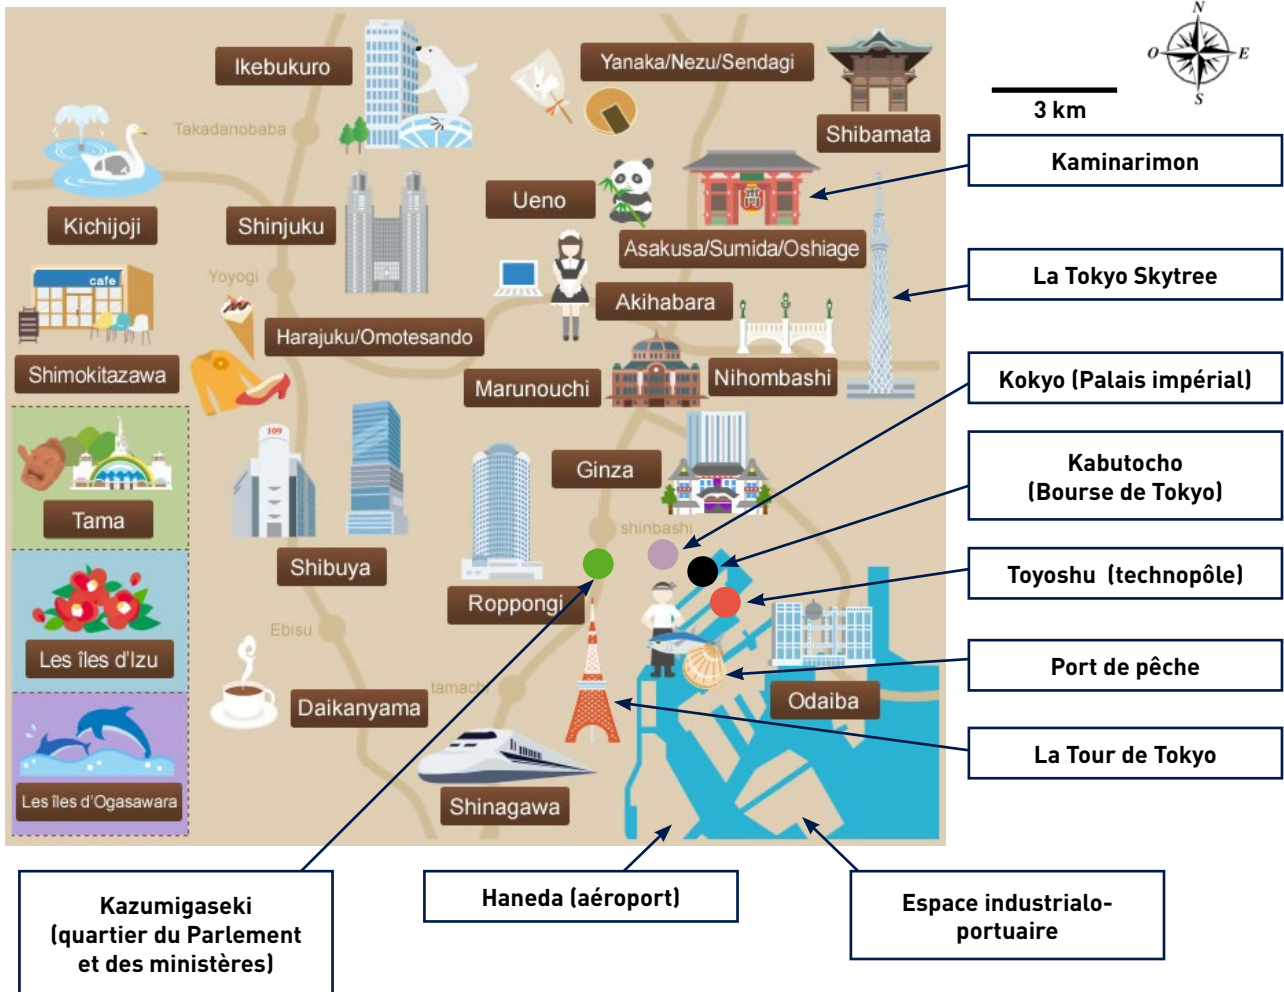 N
O
E
S
3 km
Ikebukuro
Yanaka/Nezu/Sendagi
Shibamata
Takadanobaba
Kaminarimon
Kichijoji
Shinjuku
Ueno
Asakusa/Sumida/Oshiage
La Tokyo Skytree
Yoyogi
cafe
Akihabara
Harajuku/Omotesando
Shimokitazawa
Marunouchi
Nihombashi
Kokyo (Palais impérial)
109
Ginza
Kabutocho
(Bourse de Tokyo)
Tama
shinbashi
Shibuya
Roppongi
Toyoshu (technopôle)
Ebisu
Les îles d'Izu
Port de pêche
tamachi
Daikanyama
Odaiba
La Tour de Tokyo
Les îles d'Ogasawara
Shinagawa
Kazumigaseki
(quartier du Parlement
et des ministères)
Haneda (aéroport)
Espace industrialo-
portuaire